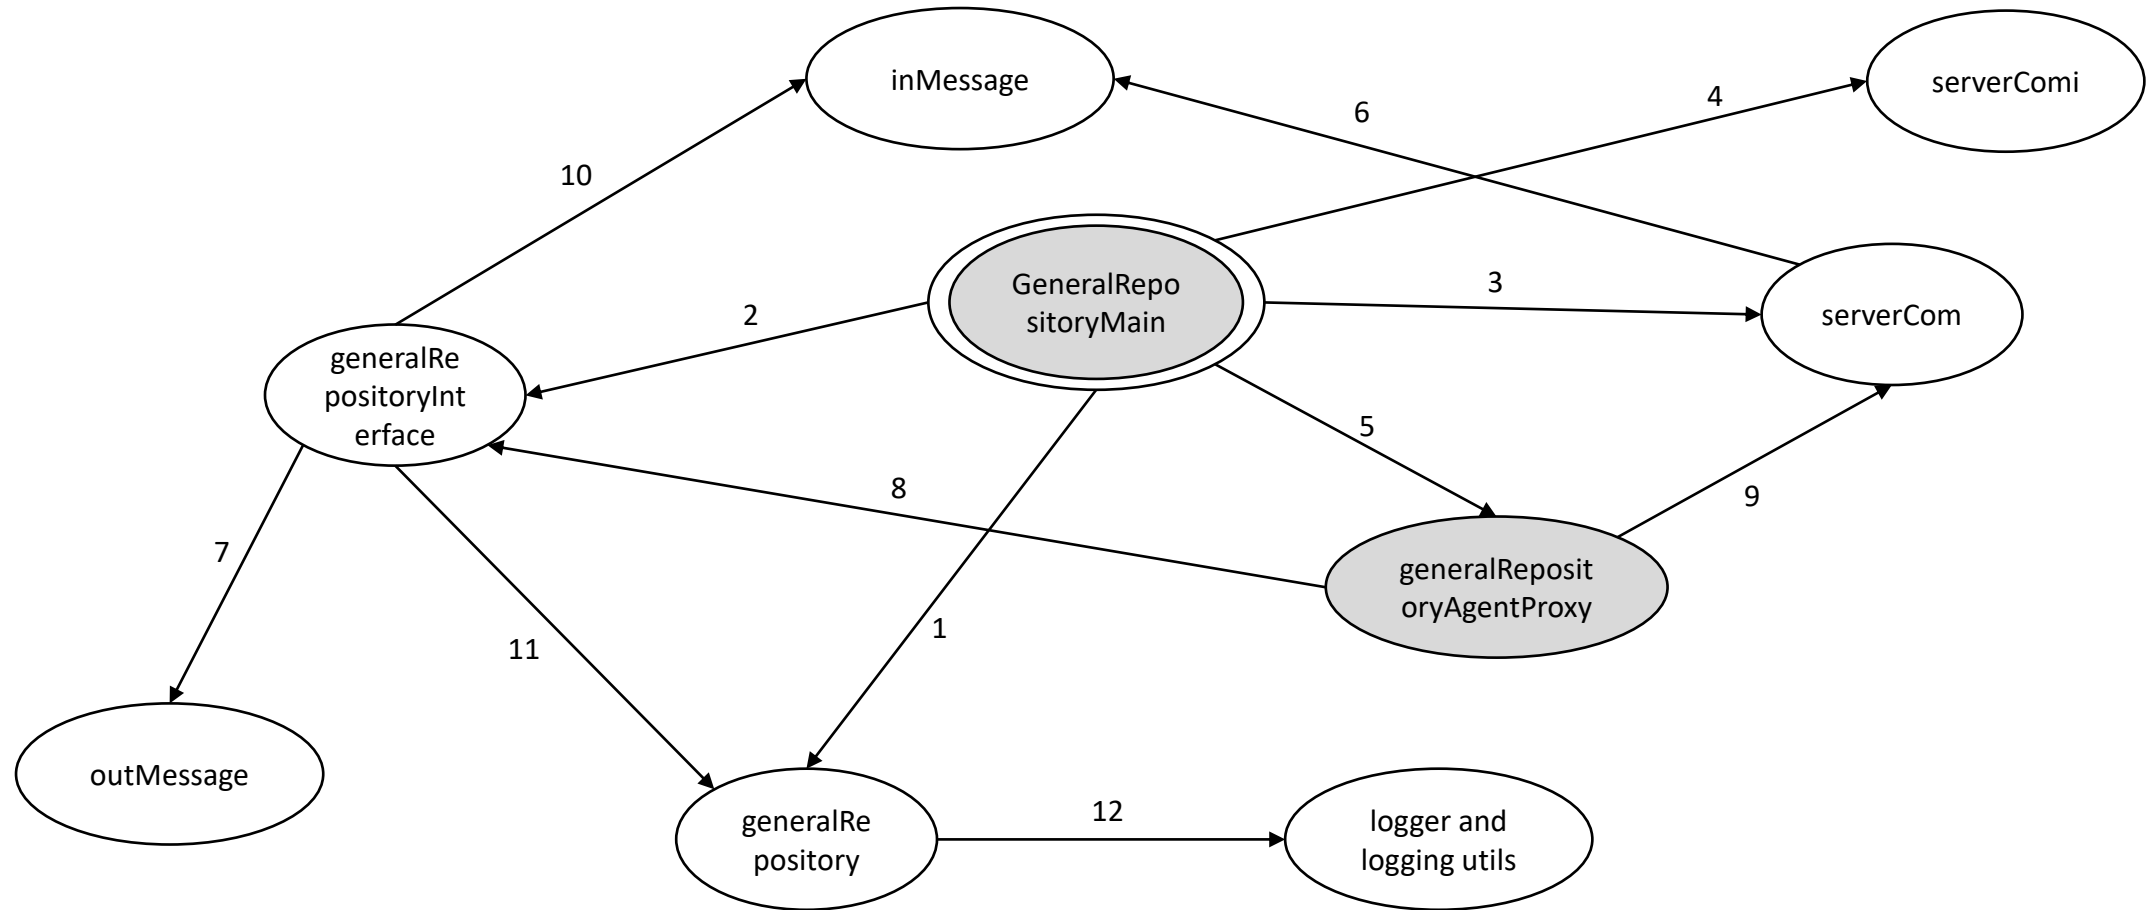 inMessage
serverComi
4
6
10
GeneralRepo
sitoryMain
3
2
serverCom
generalRe
positoryInt
erface
5
8
9
7
generalReposit
oryAgentProxy
1
11
outMessage
12
generalRe
pository
logger and
logging utils